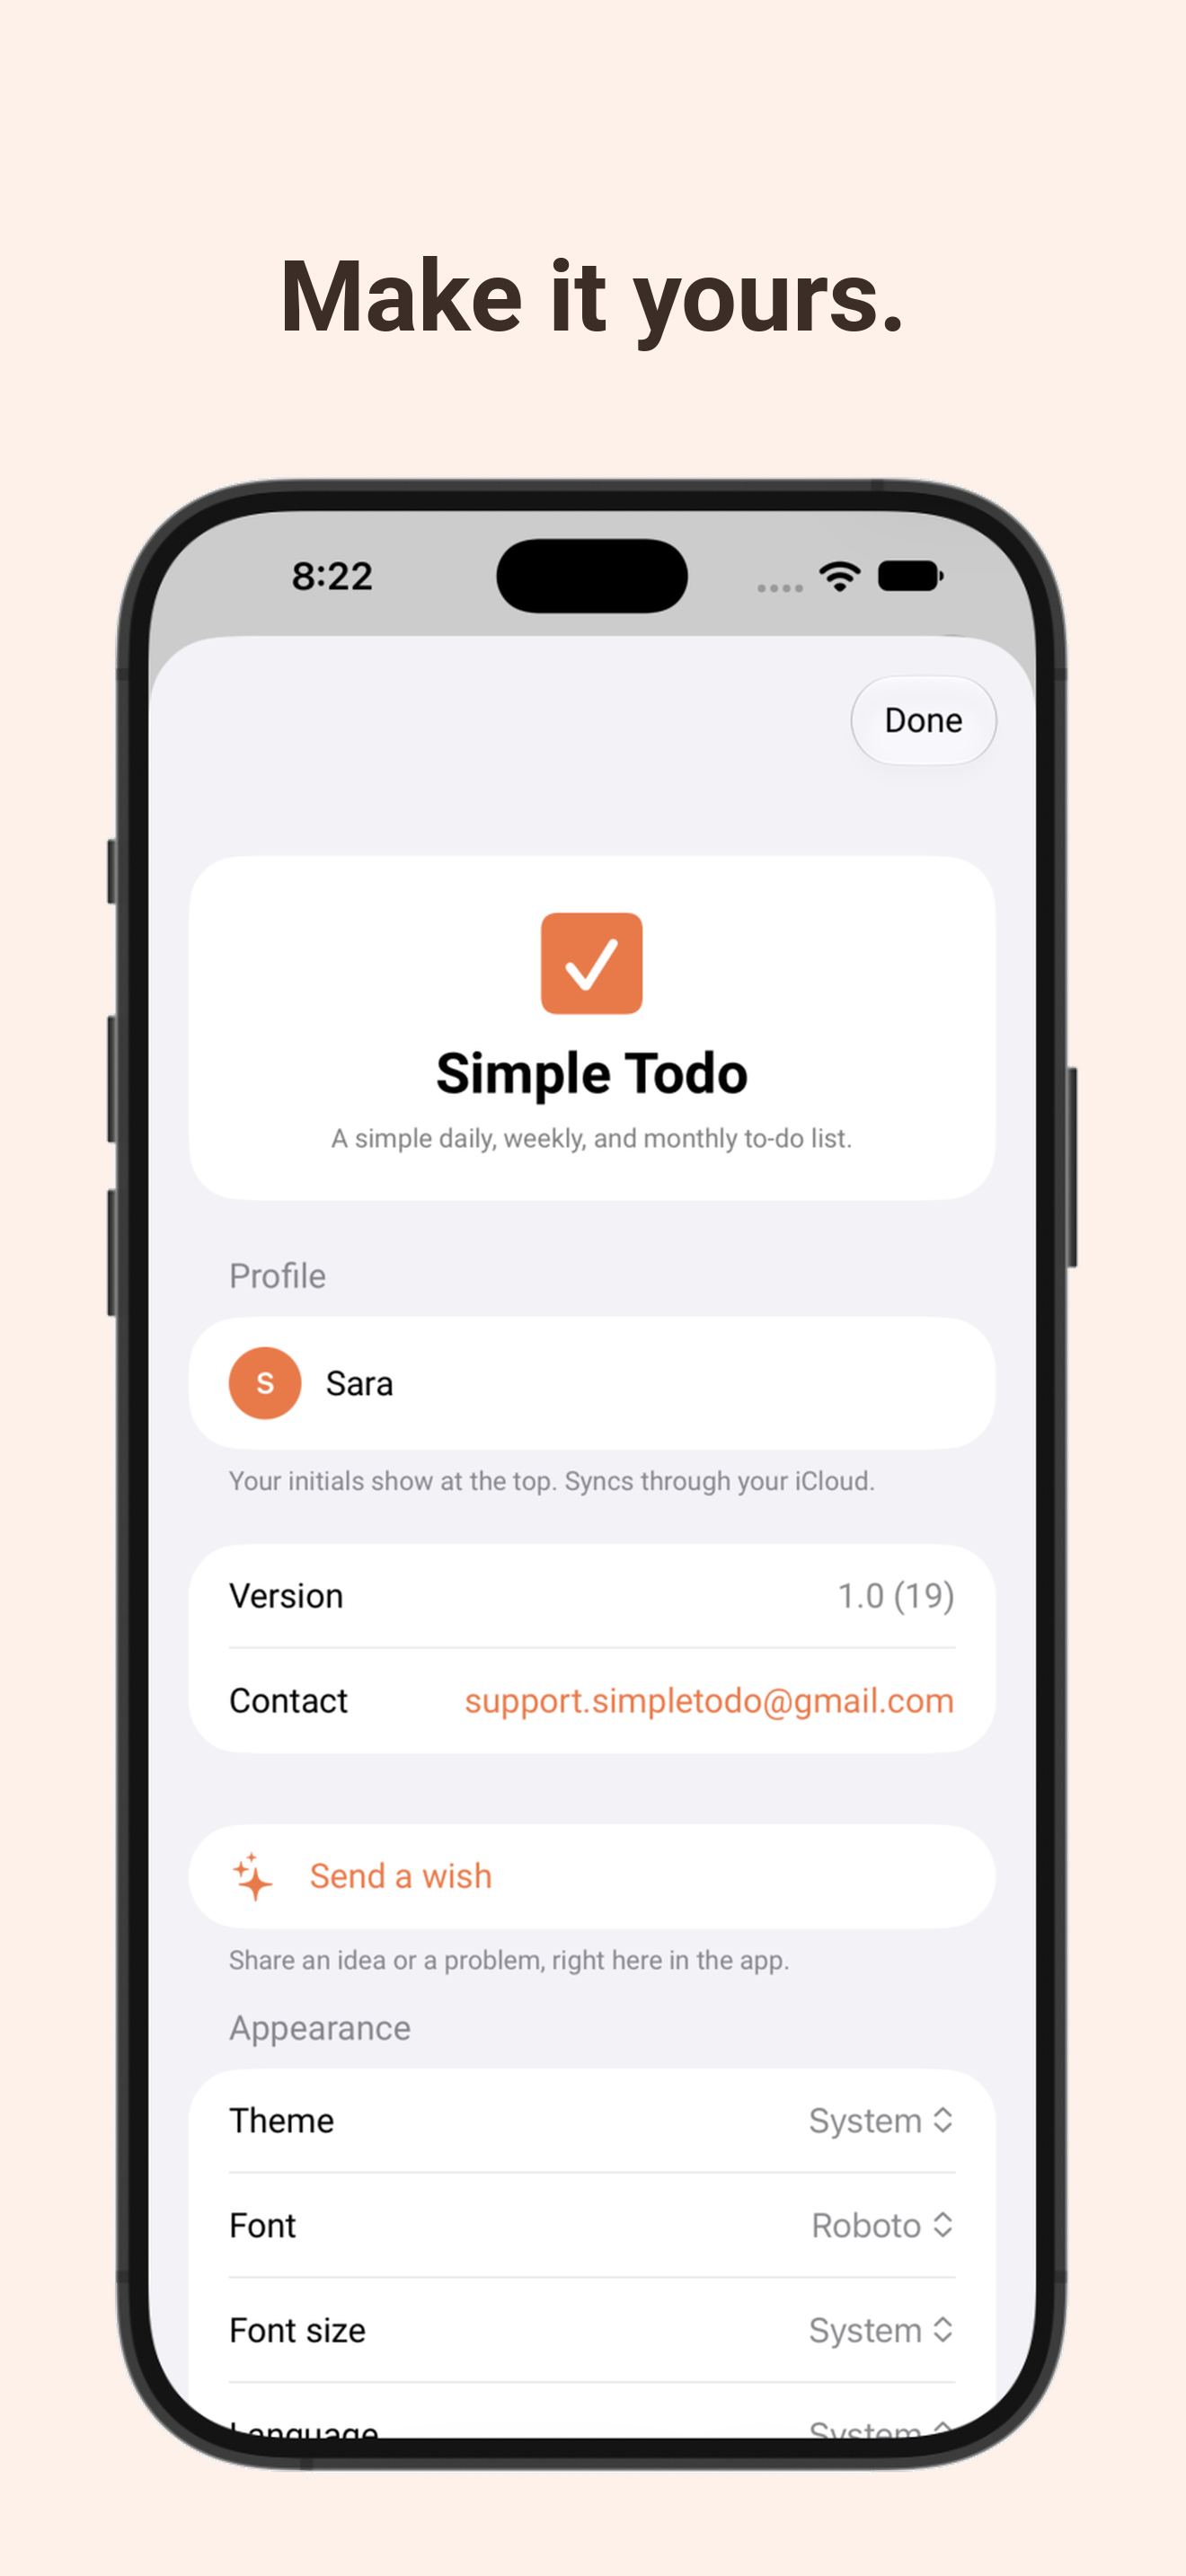 Make it yours.
8:22
Done
Simple Todo
A simple daily, weekly, and monthly to-do list.
Profile
S Sara
Your initials show at the top. Syncs through your iCloud.
Version 1.0 (19)
Contact support.simpletodo@gmail.com
Send a wish
Share an idea or a problem, right here in the app.
Appearance
Theme System
Font Roboto
Font size System
Language System